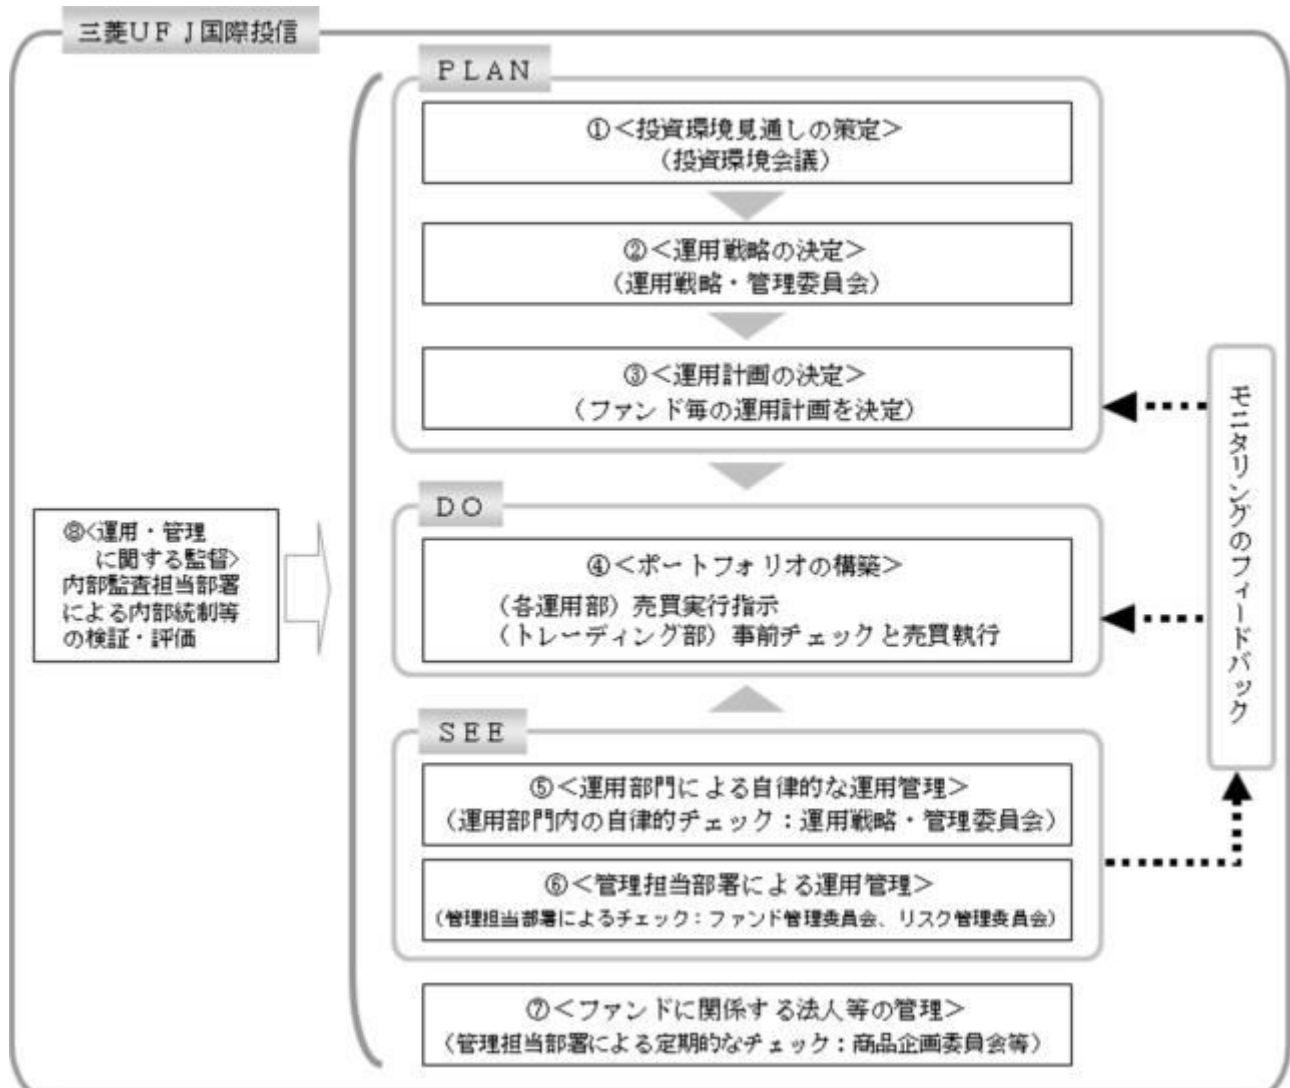 三菱UFJ国際投信
PLAN
①<投資環境見通しの策定>
(投資環境会議)
②<運用戦略の決定>
(運用戦略・管理委員会)
③<運用計画の決定>
(ファンド毎の運用計画を決定)
DO
④<ポートフォリオの構築>
(各運用部)売買実行指示
(トレーディング部)事前チェックと売買執行
SEE
⑤<運用部門による自律的な運用管理>
(運用部門内の自律的チェック:運用戦略・管理委員会)
⑥<管理担当部署による運用管理>
(管理担当部署によるチェック:ファンド管理委員会、リスク管理委員会)
⑦<ファンドに関係する法人等の管理>
(管理担当部署による定期的なチェック:商品企画委員会等)
⑧<運用・管理
に関する監督>
内部監査担当部署
による内部統制等
の検証・評価
モニタリングのフィードバック